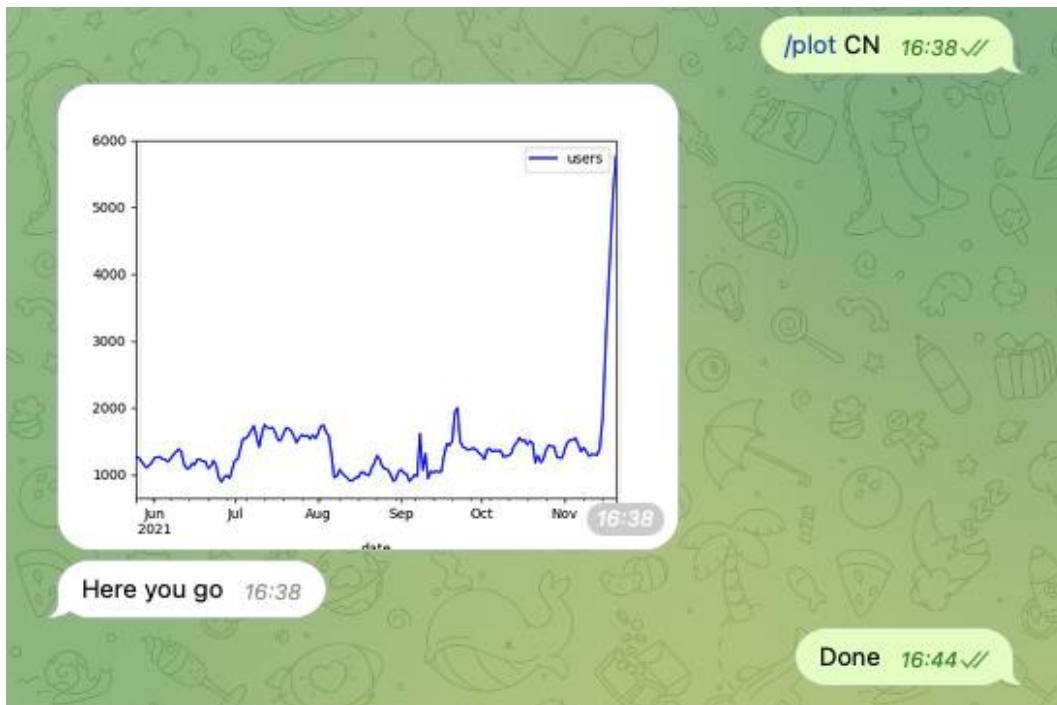 /plot CN 16:38
6000
users
5000
4000
3000
2000
1000
Jun Jul Aug Sep Oct Nov
2021
16:38
date
Here you go 16:38
Done 16:44